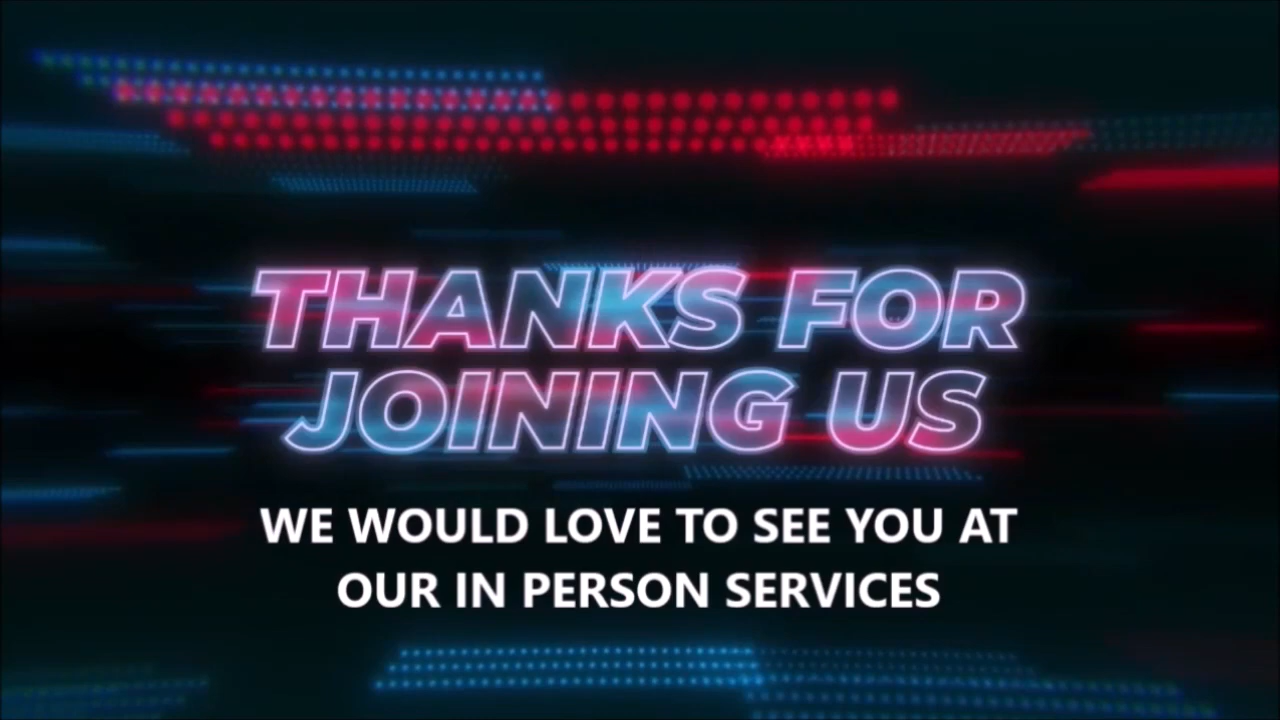 THANKS FOR
JOINING US
WE WOULD LOVE TO SEE YOU AT
OUR IN PERSON SERVICES